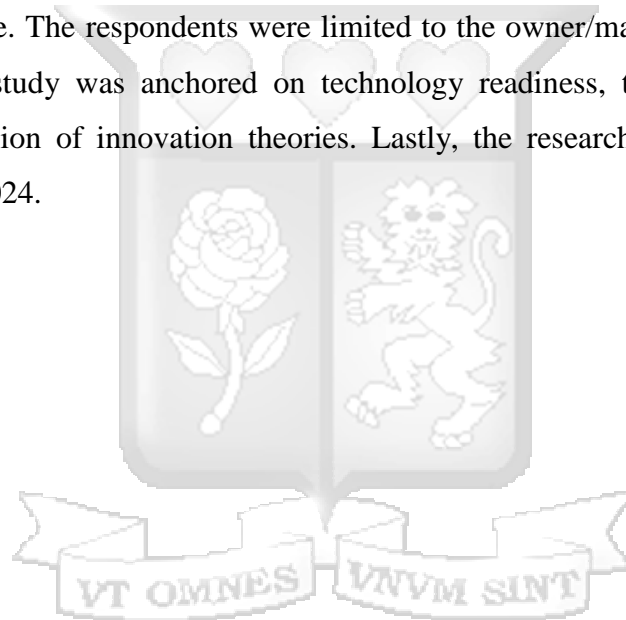 e. The respondents were limited to the owner/ma
study was anchored on technology readiness, t
ion of innovation theories. Lastly, the research
024.
VT OMNES VNVM SINT